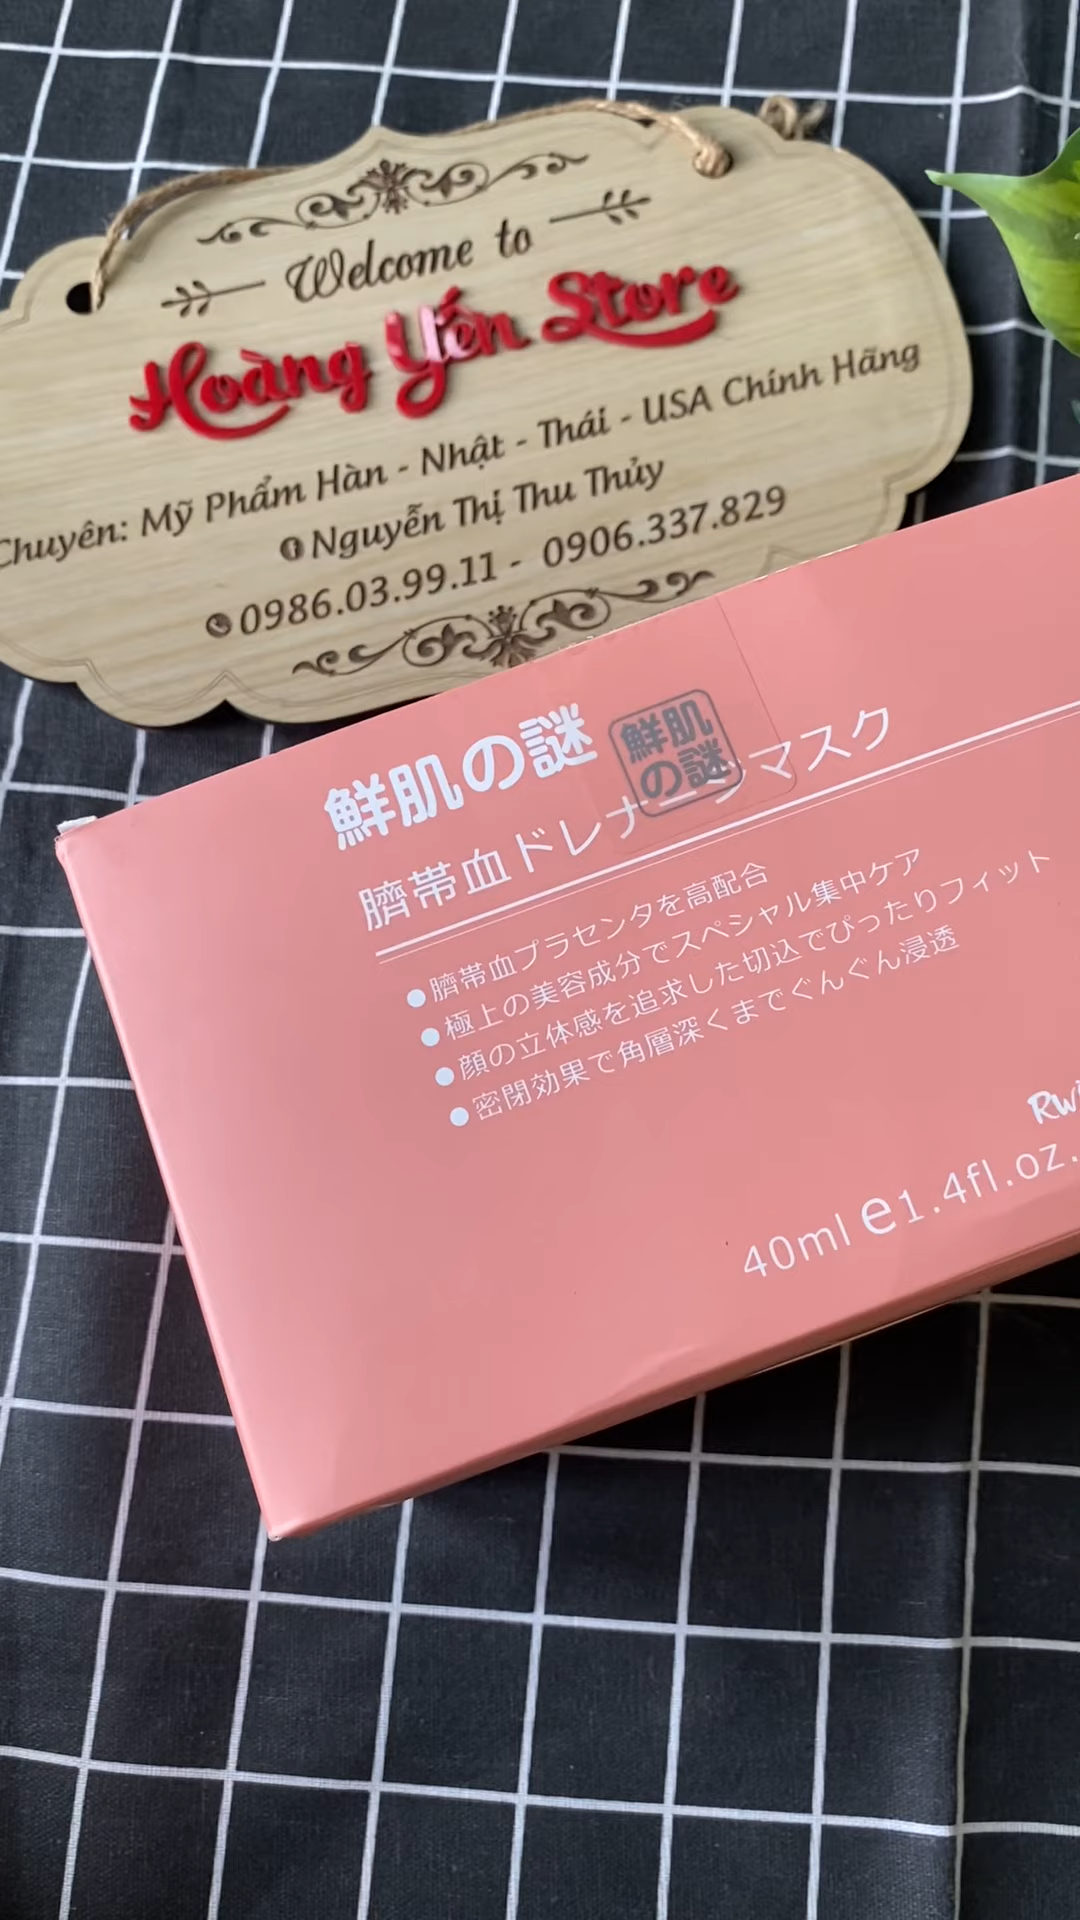 Welcome to
Hoàng Yến Store
Chuyên: Mỹ Phẩm Hàn - Nhật - Thái - USA Chính Hãng
Nguyễn Thị Thu Thủy
0986.03.99.11 - 0906.337.829
鮮肌の謎
鮮肌
の謎
臍帯血ドレナージマスク
●臍帯血プラセンタを高配合
●極上の美容成分でスペシャル集中ケア
●顔の立体感を追求した切込でぴったりフィット
●密閉効果で角層深くまでぐんぐん浸透
40ml e1.4fl.oz.